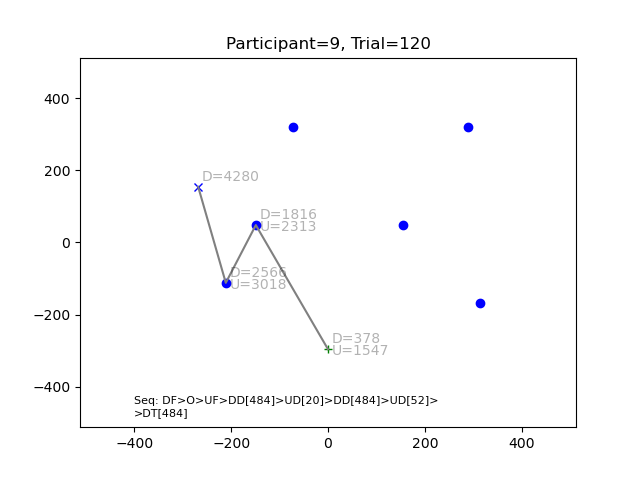 Participant=9, Trial=120
400
200
0
−200
−400
D=4280
D=1816
U=2313
D=2566
U=3018
D=378
U=1547
Seq: DF>O>UF>DD[484]>UD[20]>DD[484]>UD[52]>
>DT[484]
−400 −200 0 200 400